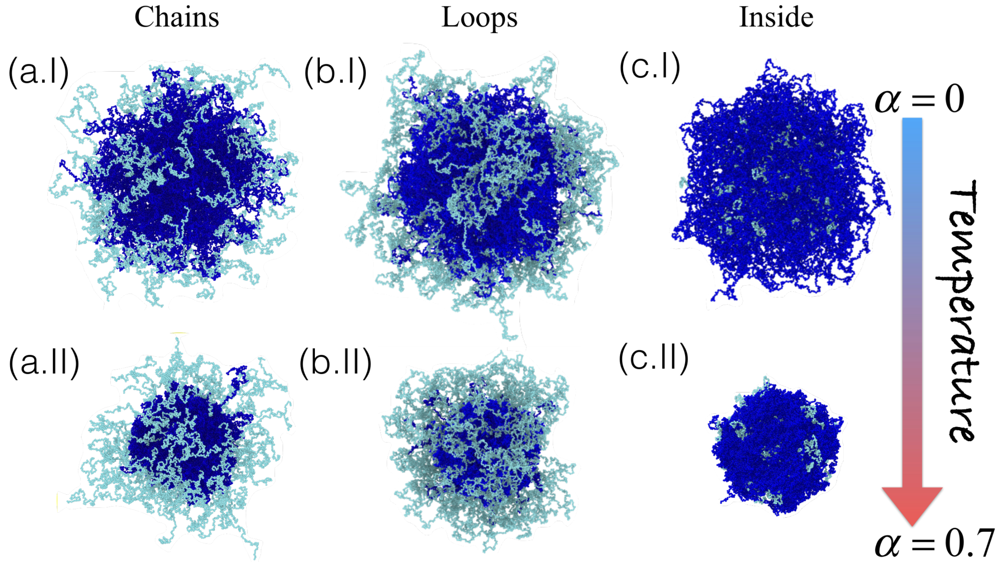 Chains
Loops
Inside
(a.I)
(b.I)
(c.I)
α = 0
Temperature
(a.II)
(b.II)
(c.II)
α = 0.7